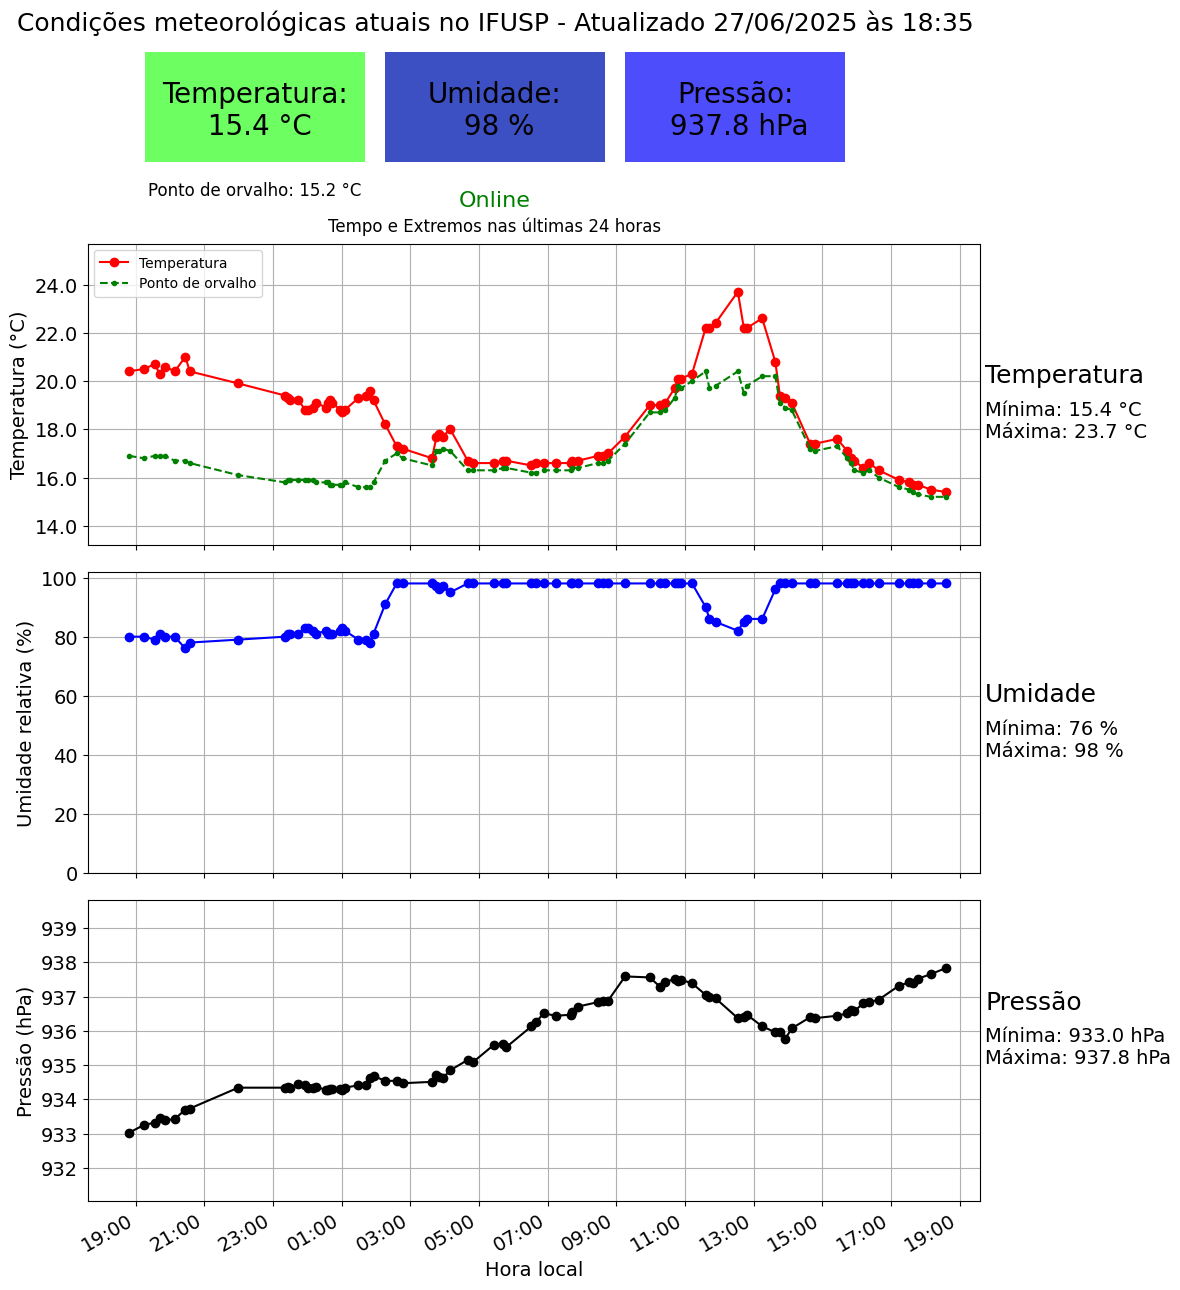 Condições meteorológicas atuais no IFUSP - Atualizado 27/06/2025 às 18:35
Temperatura:
15.4 °C
Umidade:
98 %
Pressão:
937.8 hPa
Ponto de orvalho: 15.2 °C
Online
Tempo e Extremos nas últimas 24 horas
Temperatura
Ponto de orvalho
Temperatura (°C)
24.0
22.0
20.0
18.0
16.0
14.0
Temperatura
Mínima: 15.4 °C
Máxima: 23.7 °C
Umidade relativa (%)
100
80
60
40
20
0
Umidade
Mínima: 76 %
Máxima: 98 %
Pressão (hPa)
939
938
937
936
935
934
933
932
Pressão
Mínima: 933.0 hPa
Máxima: 937.8 hPa
19:00 21:00 23:00 01:00 03:00 05:00 07:00 09:00 11:00 13:00 15:00 17:00 19:00
Hora local